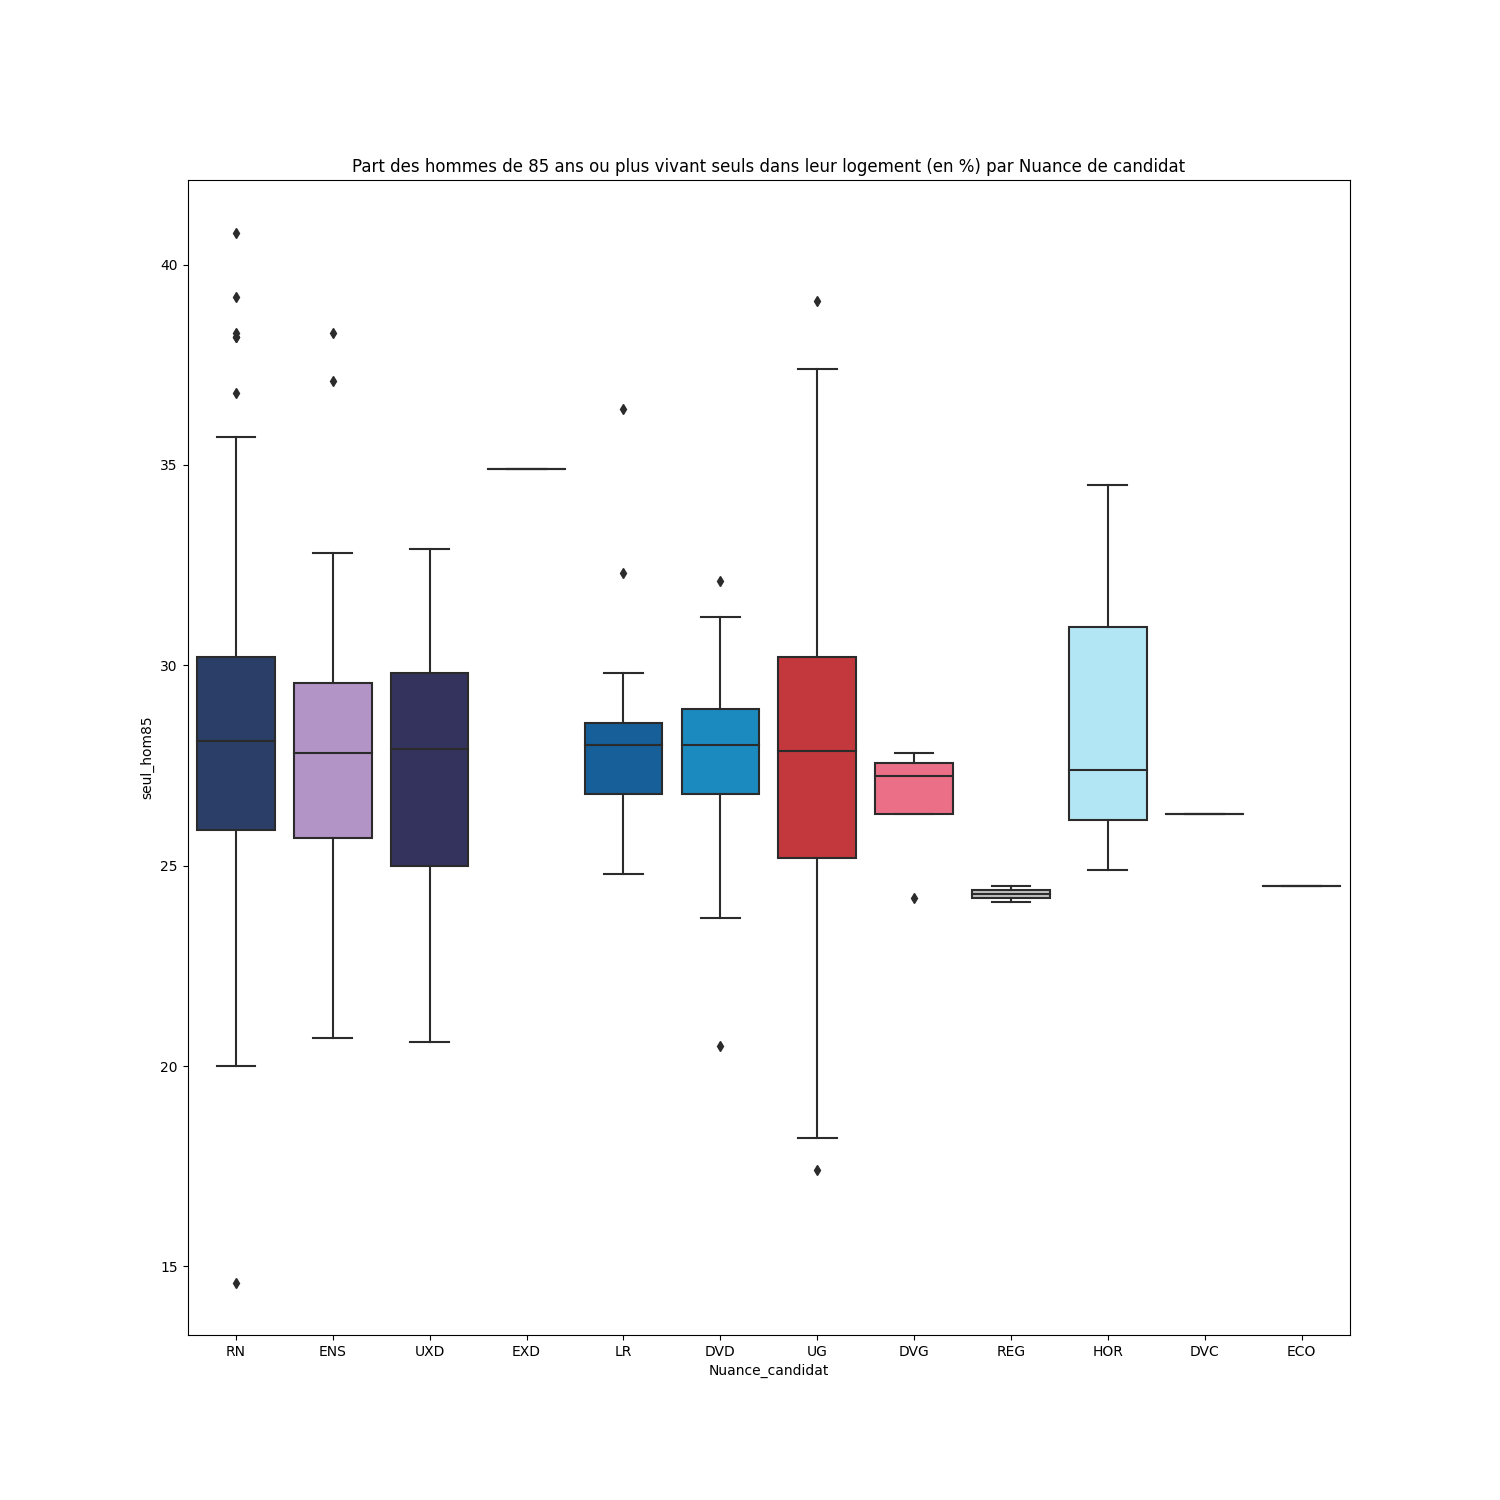 Part des hommes de 85 ans ou plus vivant seuls dans leur logement (en %) par Nuance de candidat
40
35
30
25
20
15
seul_hom85
RN ENS UXD EXD LR DVD UG DVG REG HOR DVC ECO
Nuance_candidat